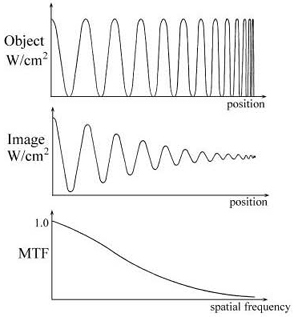 Object
W/cm²
position
Image
W/cm²
position
1.0
MTF
spatial frequency